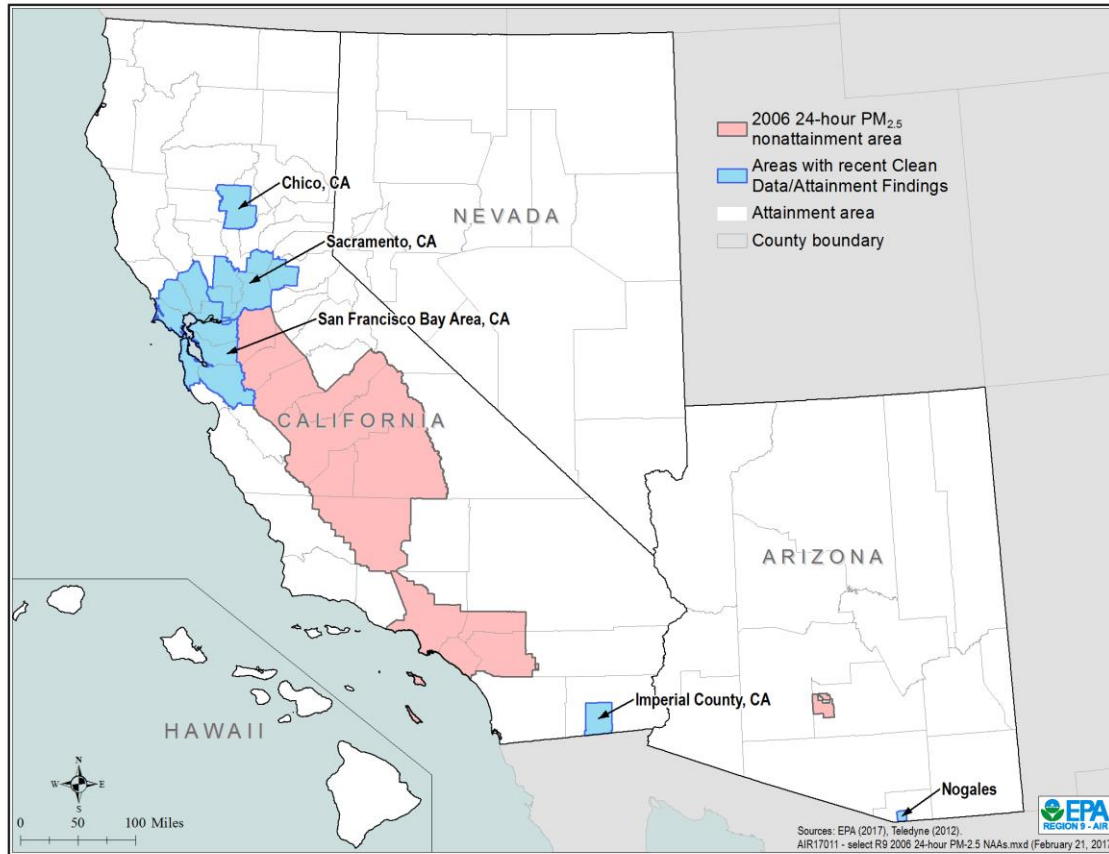 2006 24-hour PM2.5
nonattainment area
Areas with recent Clean
Data/Attainment Findings
Attainment area
County boundary
Chico, CA
NEVADA
Sacramento, CA
San Francisco Bay Area, CA
CALIFORNIA
ARIZONA
Imperial County, CA
HAWAII
Nogales
N
W E
S
0 50 100 Miles
EPA
REGION 9 - AIR
Sources: EPA (2017), Teledyne (2012).
AIR17011 - select R9 2006 24-hour PM-2.5 NAAs.mxd (February 21, 2017